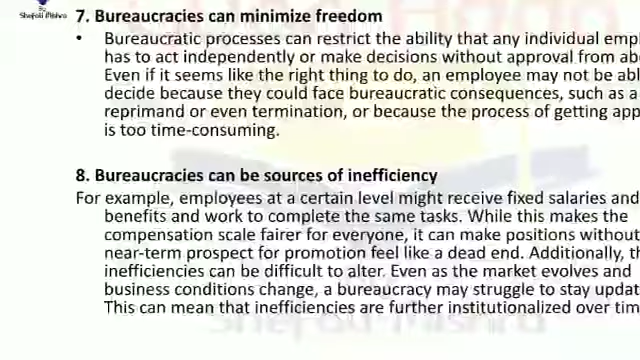 By
Shefali Mishra
7. Bureaucracies can minimize freedom
• Bureaucratic processes can restrict the ability that any individual empl
has to act independently or make decisions without approval from abo
Even if it seems like the right thing to do, an employee may not be abl
decide because they could face bureaucratic consequences, such as a
reprimand or even termination, or because the process of getting app
is too time-consuming.
8. Bureaucracies can be sources of inefficiency
For example, employees at a certain level might receive fixed salaries and
benefits and work to complete the same tasks. While this makes the
compensation scale fairer for everyone, it can make positions without
near-term prospect for promotion feel like a dead end. Additionally, th
inefficiencies can be difficult to alter. Even as the market evolves and
business conditions change, a bureaucracy may struggle to stay updat
This can mean that inefficiencies are further institutionalized over tim
Shefali Mishra